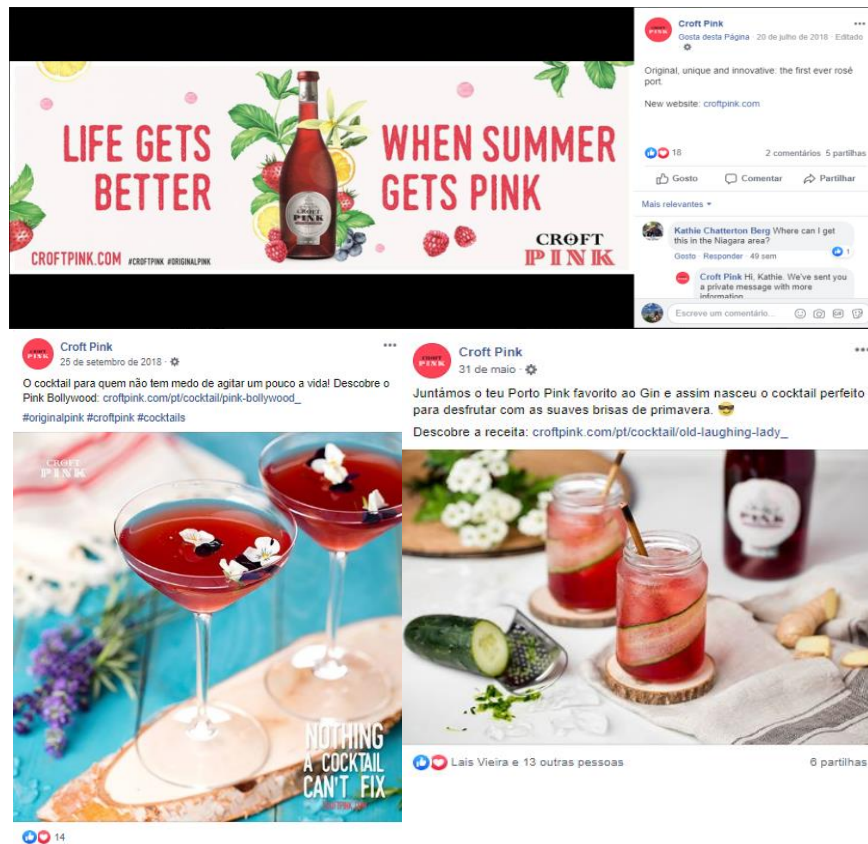 LIFE GETS
BETTER
WHEN SUMMER
GETS PINK
CROFT
PINK
CROFTPINK.COM #CROFTPINK #ORIGINALPINK
CROFT
PINK
Croft Pink
Gosta desta Página · 20 de julho de 2018 · Editado
Original, unique and innovative: the first ever rosé
port.
New website: croftpink.com
18
2 comentários 5 partilhas
Gosto Comentar Partilhar
Mais relevantes
Kathie Chatterton Berg Where can I get
this in the Niagara area?
1
Gosto Responder 49 sem
Croft Pink Hi, Kathie. We've sent you
a private message with more
information
Escreve um comentário...
Croft Pink
25 de setembro de 2018
O cocktail para quem não tem medo de agitar um pouco a vida! Descobre o
Pink Bollywood: croftpink.com/pt/cocktail/pink-bollywood_
#originalpink #croftpink #cocktails
CROFT
PINK
NOTHING
A COCKTAIL
CAN'T FIX
14
Croft Pink
31 de maio
Juntámos o teu Porto Pink favorito ao Gin e assim nasceu o cocktail perfeito
para desfrutar com as suaves brisas de primavera. 😎
Descobre a receita: croftpink.com/pt/cocktail/old-laughing-lady_
PINK
Lais Vieira e 13 outras pessoas
6 partilhas